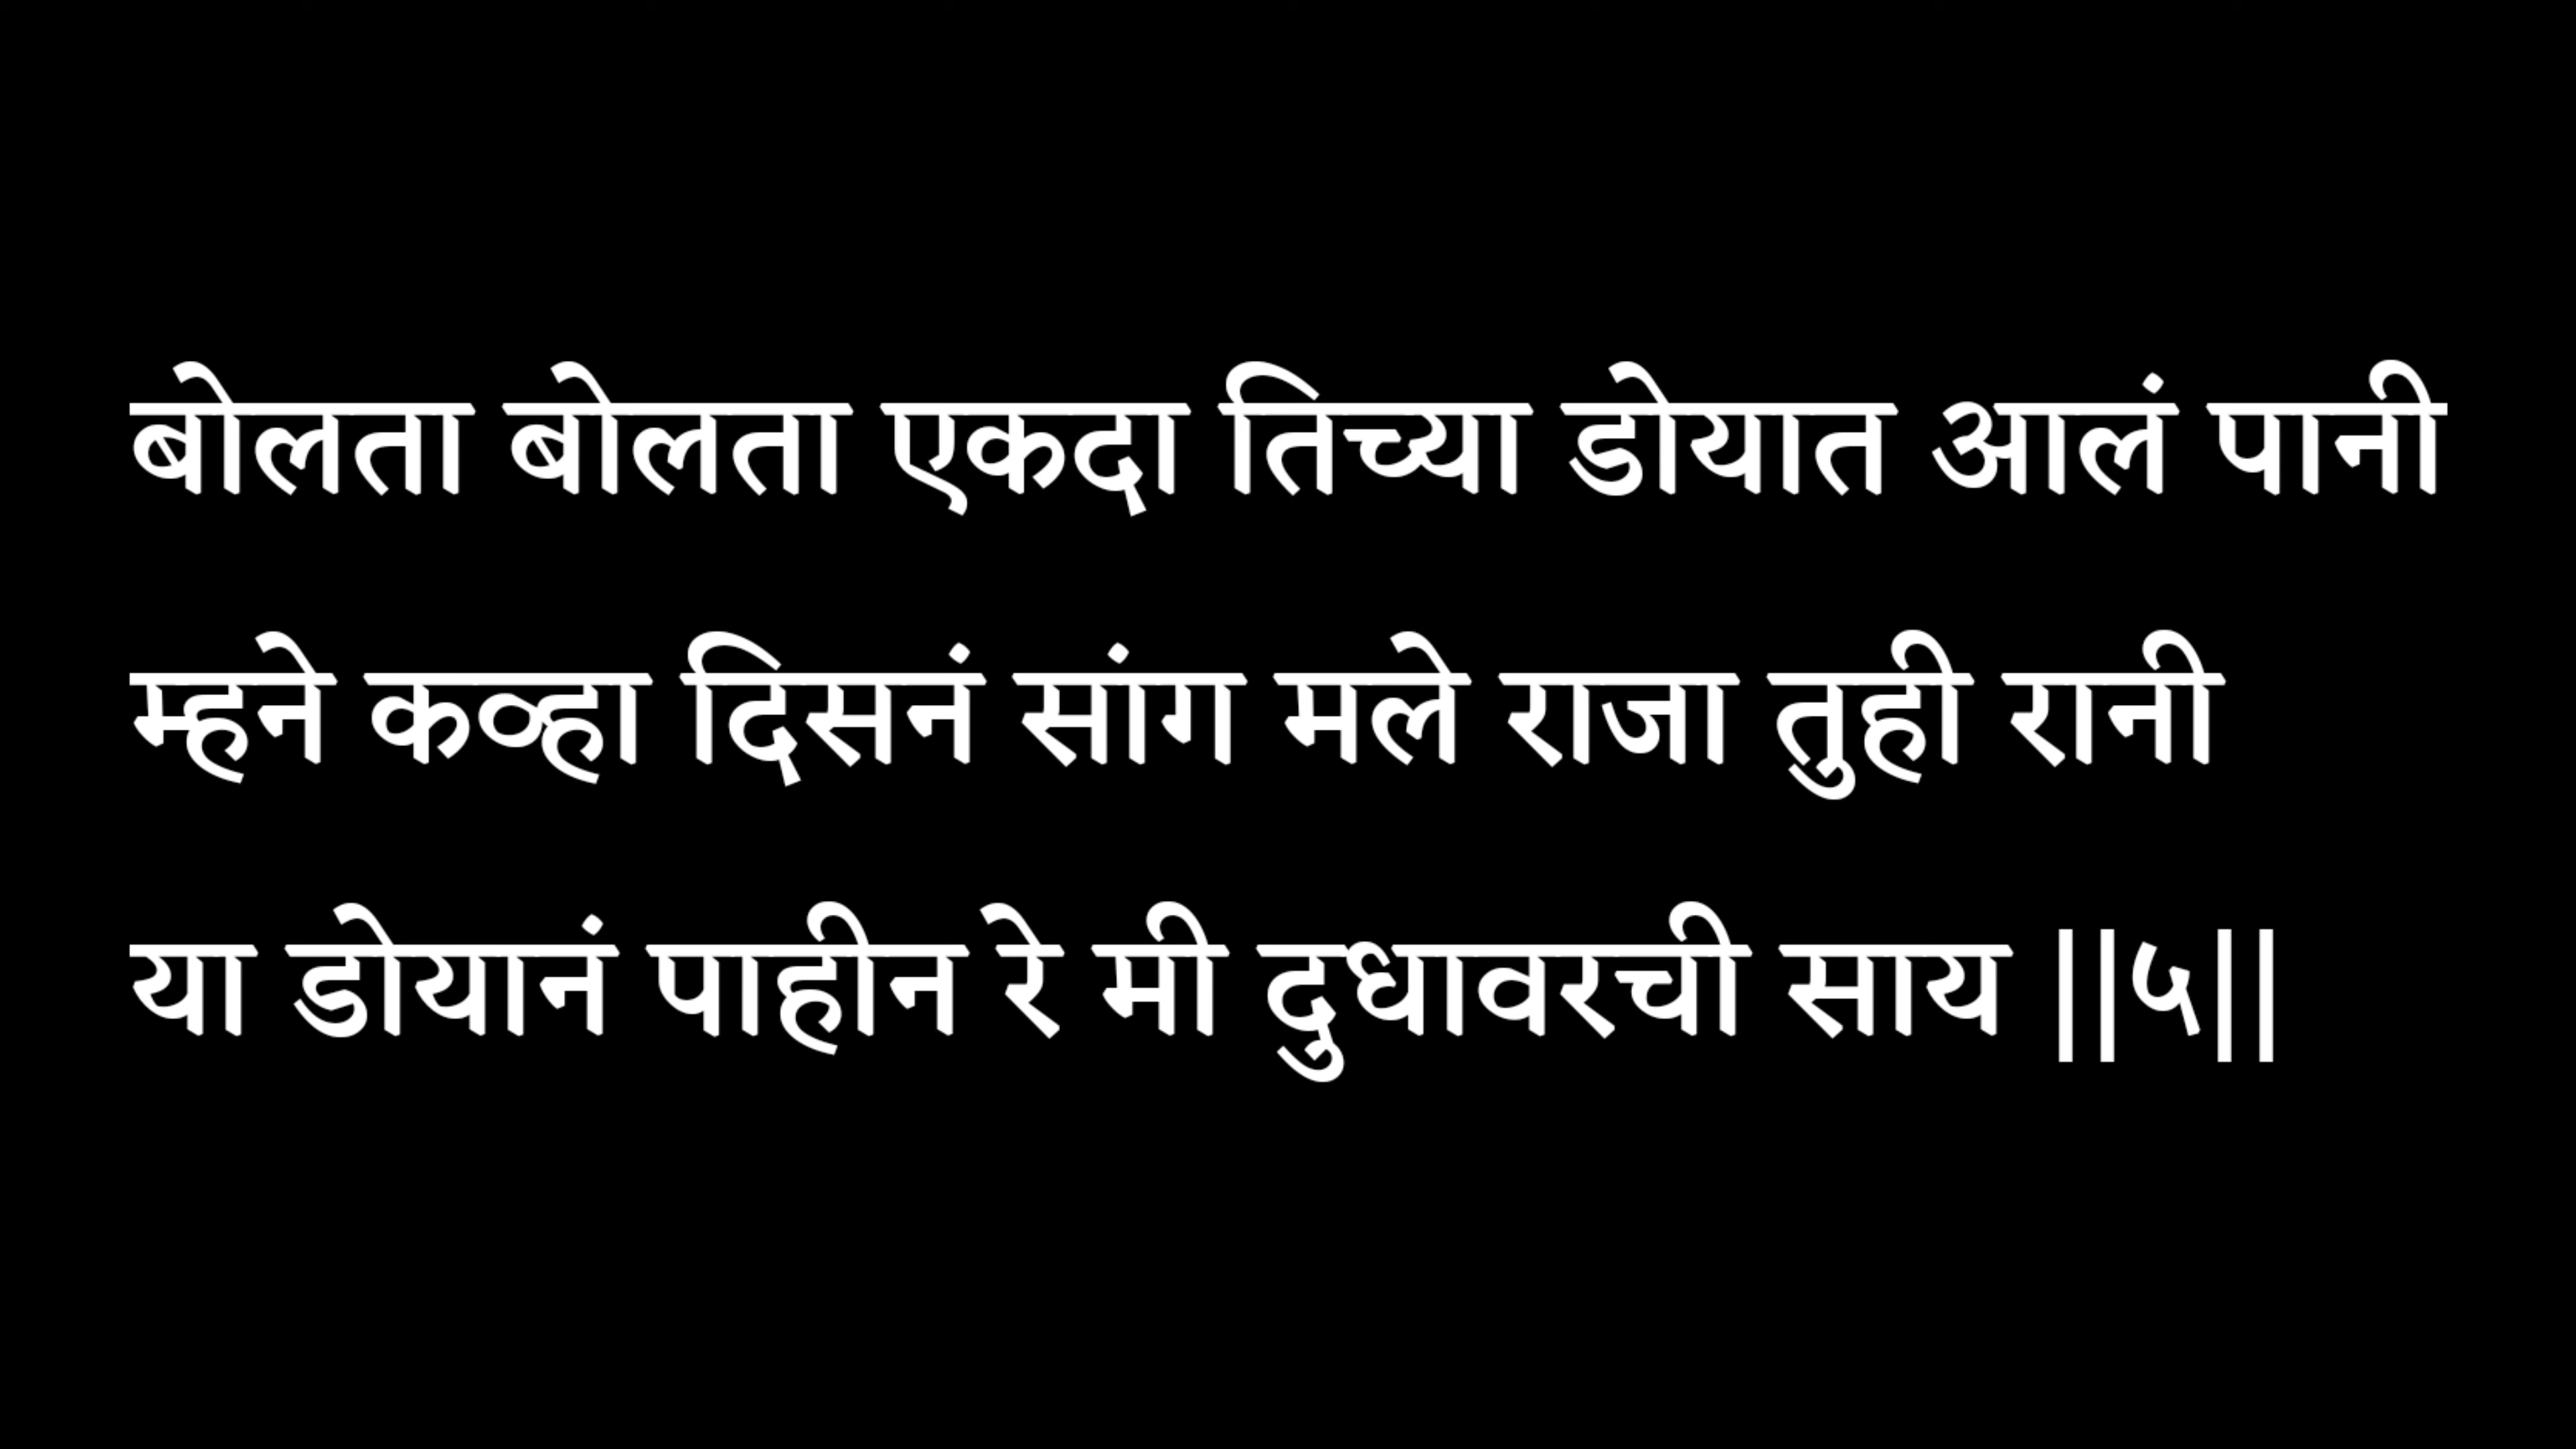 बोलता बोलता एकदा तिच्या डोयात आलं पानी
म्हने कव्हा दिसनं सांग मले राजा तुही रानी
या डोयानं पाहीन रे मी दुधावरची साय ||५||